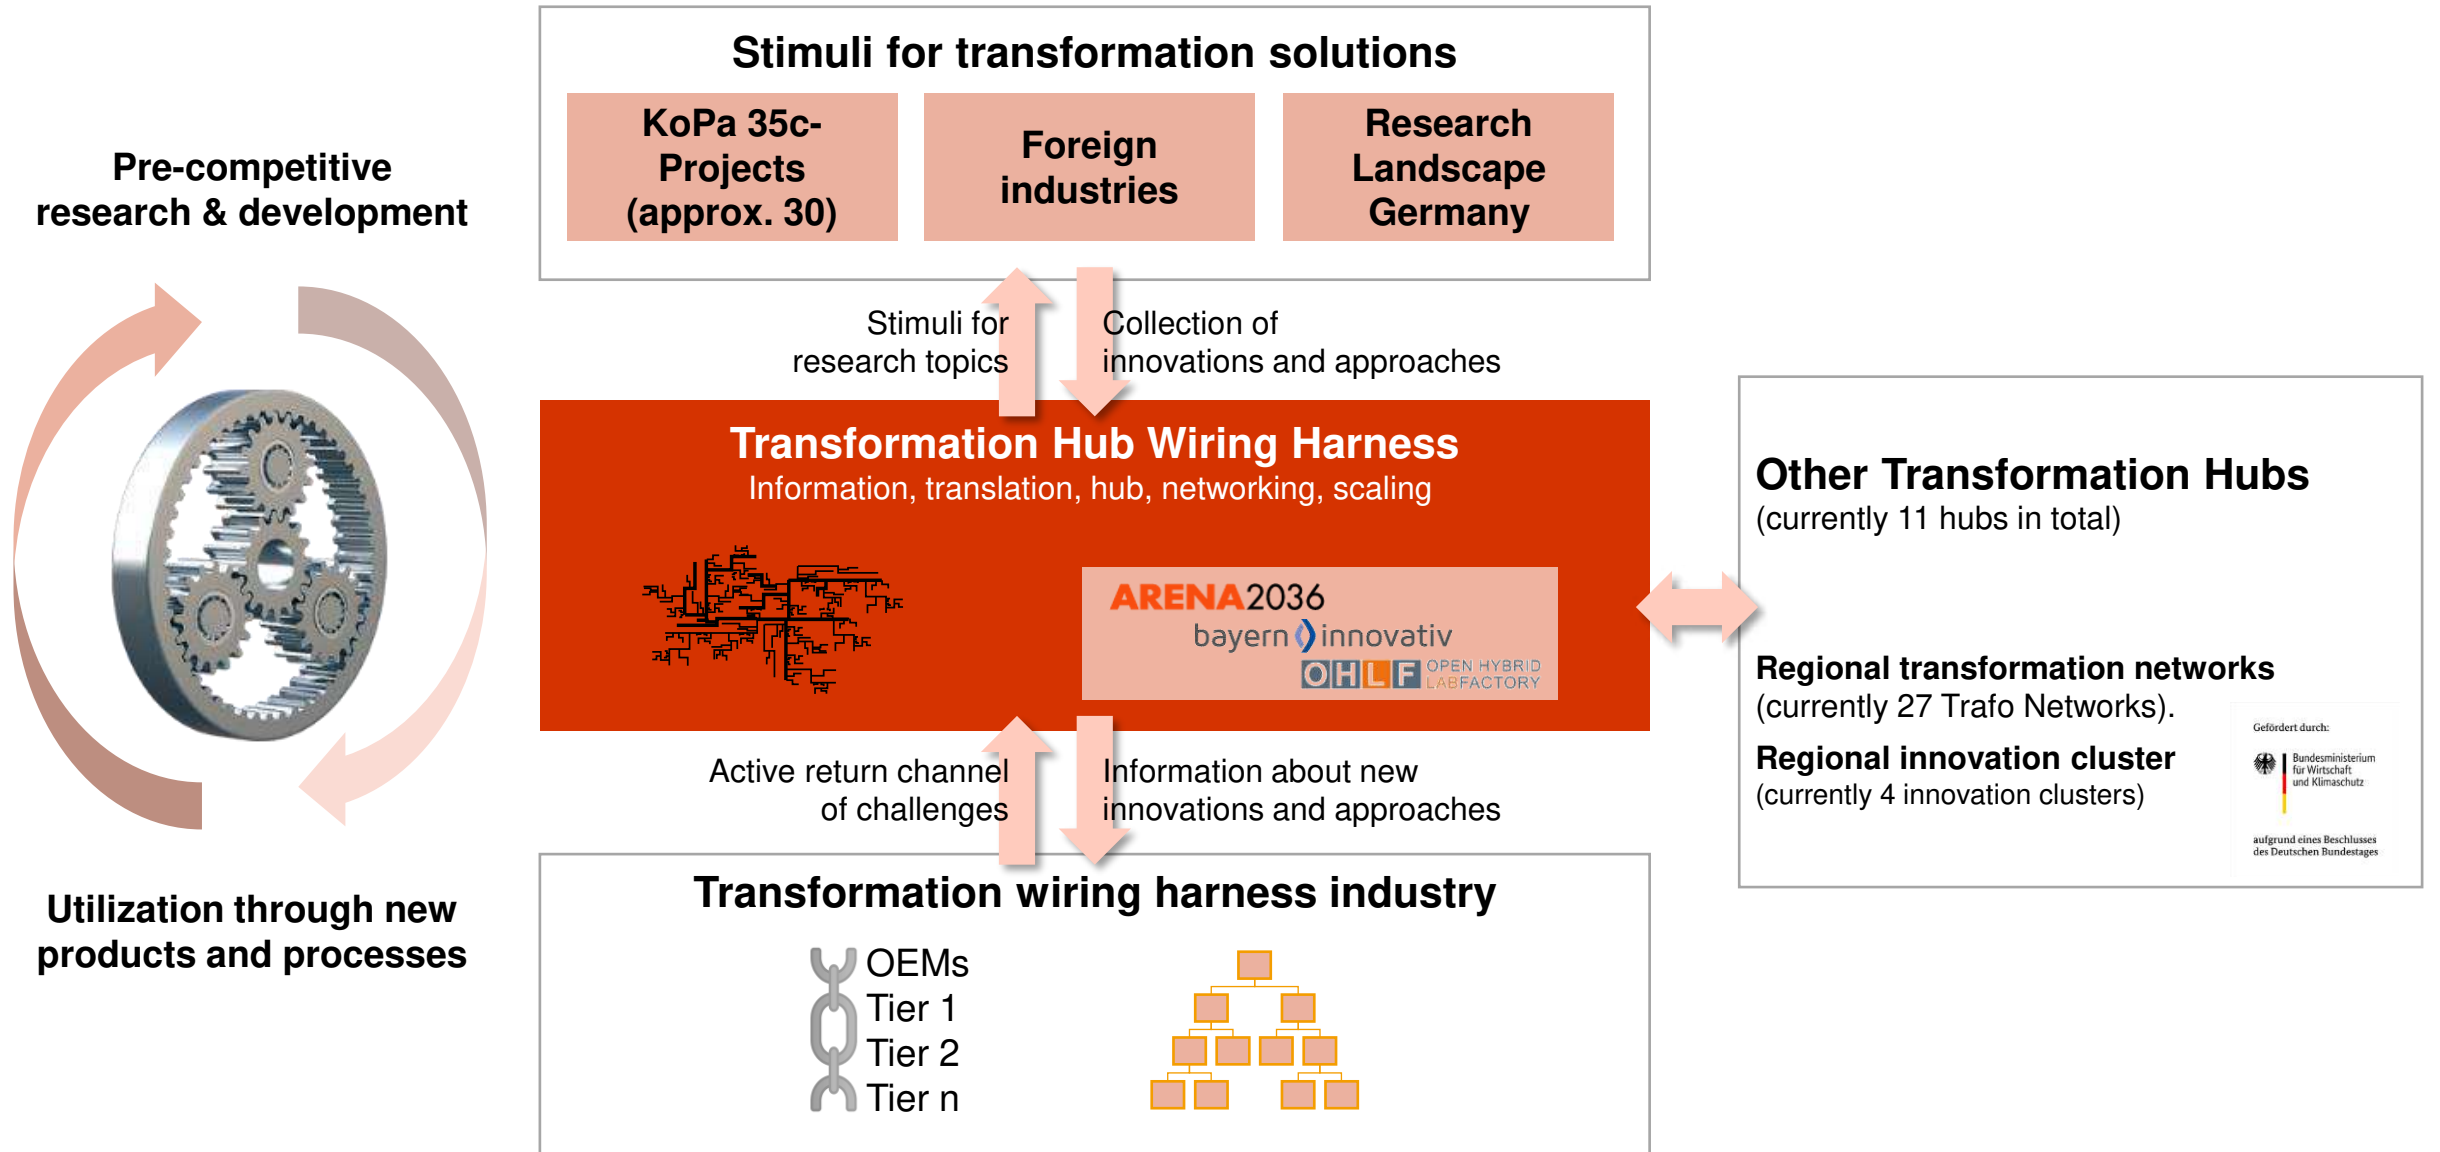 Stimuli for transformation solutions
KoPa 35c-
Projects
(approx. 30)
Foreign
industries
Research
Landscape
Germany
Pre-competitive
research & development
Stimuli for
research topics
Collection of
innovations and approaches
Transformation Hub Wiring Harness
Information, translation, hub, networking, scaling
ARENA2036
bayern innovativ
OHLF OPEN HYBRID
LABFACTORY
Other Transformation Hubs
(currently 11 hubs in total)
Regional transformation networks
(currently 27 Trafo Networks).
Regional innovation cluster
(currently 4 innovation clusters)
Gefördert durch:
Bundesministerium
für Wirtschaft
und Klimaschutz
aufgrund eines Beschlusses
des Deutschen Bundestages
Active return channel
of challenges
Information about new
innovations and approaches
Utilization through new
products and processes
Transformation wiring harness industry
OEMs
Tier 1
Tier 2
Tier n